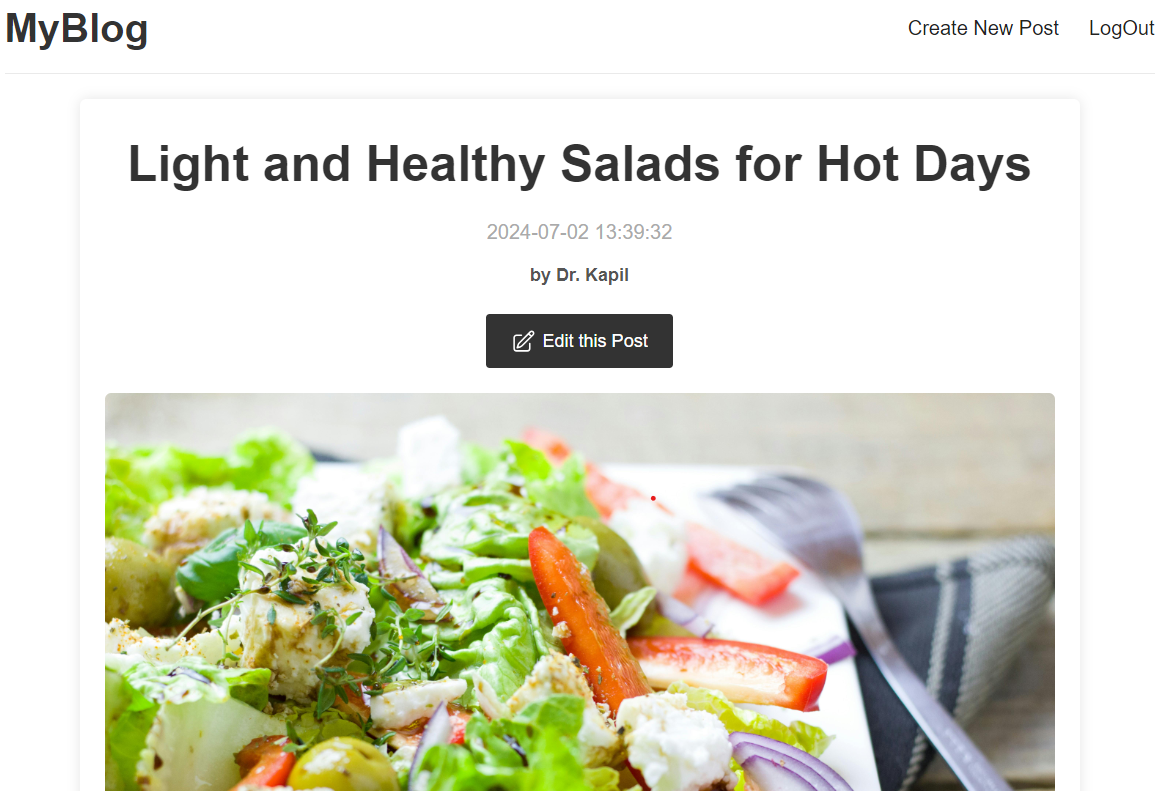 MyBlog
Create New Post
LogOut
Light and Healthy Salads for Hot Days
2024-07-02 13:39:32
by Dr. Kapil
Edit this Post